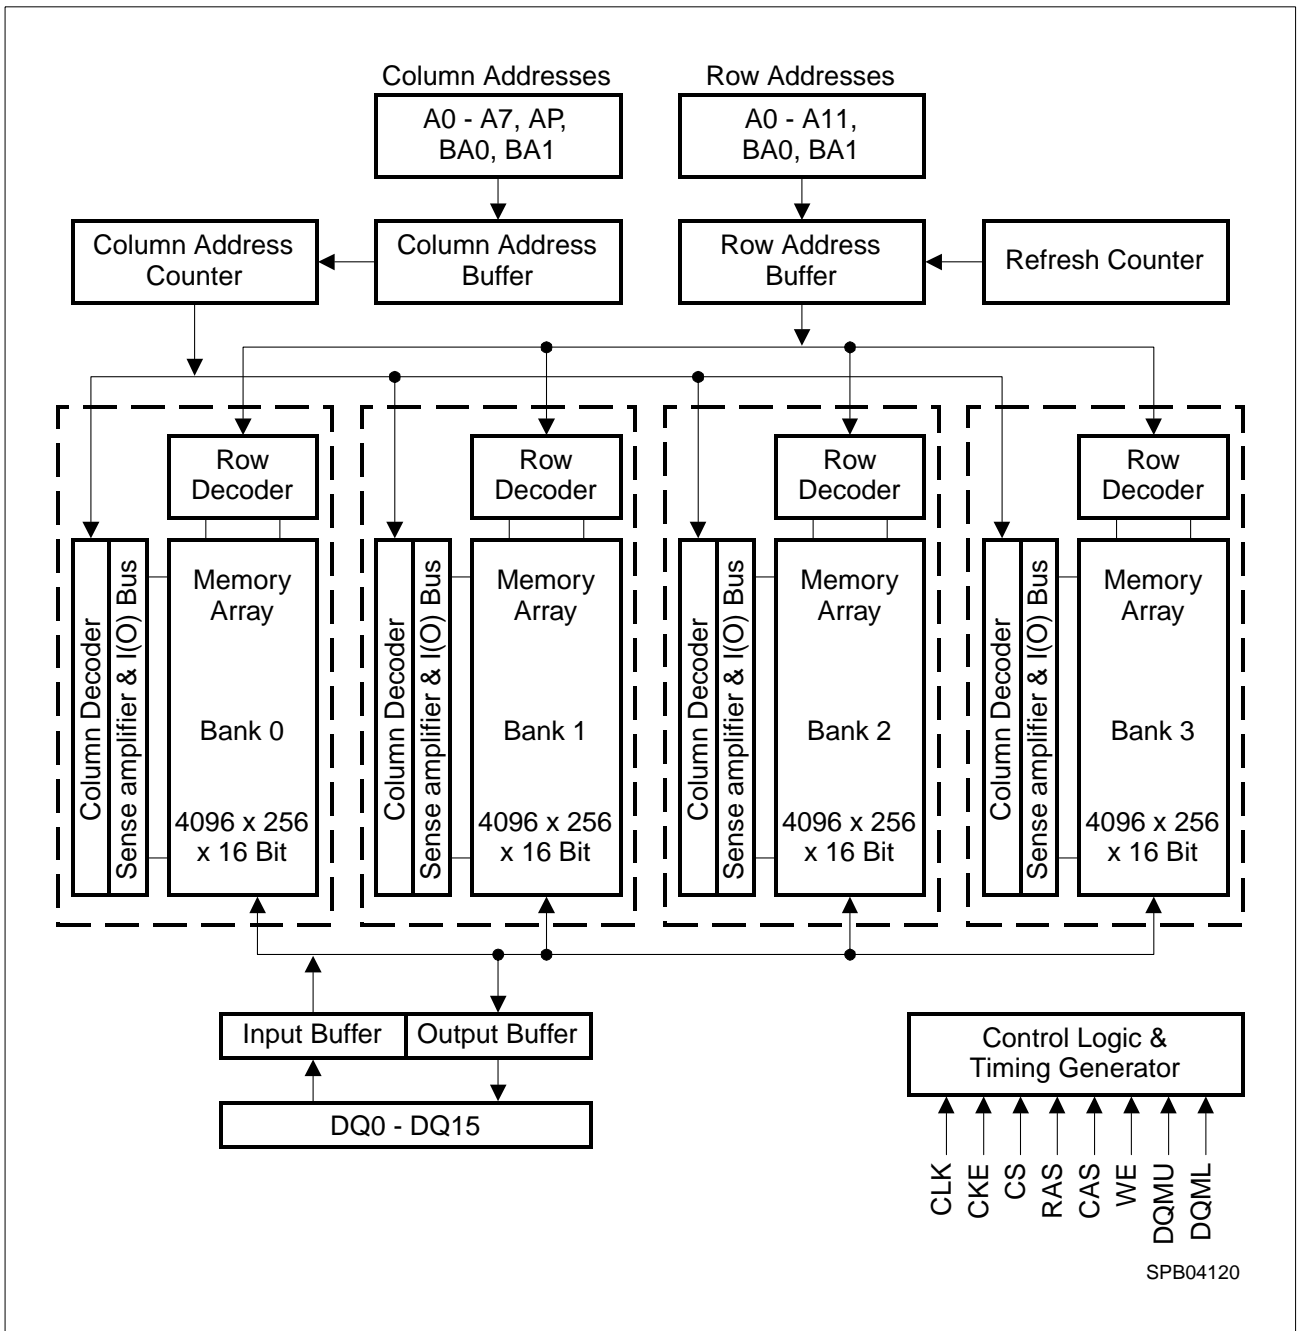 Column Addresses
A0 - A7, AP,
BA0, BA1
Row Addresses
A0 - A11,
BA0, BA1
Column Address
Counter
Column Address
Buffer
Row Address
Buffer
Refresh Counter
Row
Decoder
Column Decoder
Sense amplifier & I(O) Bus
Memory
Array
Bank 0
4096 x 256
x 16 Bit
Row
Decoder
Column Decoder
Sense amplifier & I(O) Bus
Memory
Array
Bank 1
4096 x 256
x 16 Bit
Row
Decoder
Column Decoder
Sense amplifier & I(O) Bus
Memory
Array
Bank 2
4096 x 256
x 16 Bit
Row
Decoder
Column Decoder
Sense amplifier & I(O) Bus
Memory
Array
Bank 3
4096 x 256
x 16 Bit
Input Buffer
Output Buffer
DQ0 - DQ15
Control Logic &
Timing Generator
CLK
CKE
CS
RAS
CAS
WE
DQMU
DQML
SPB04120